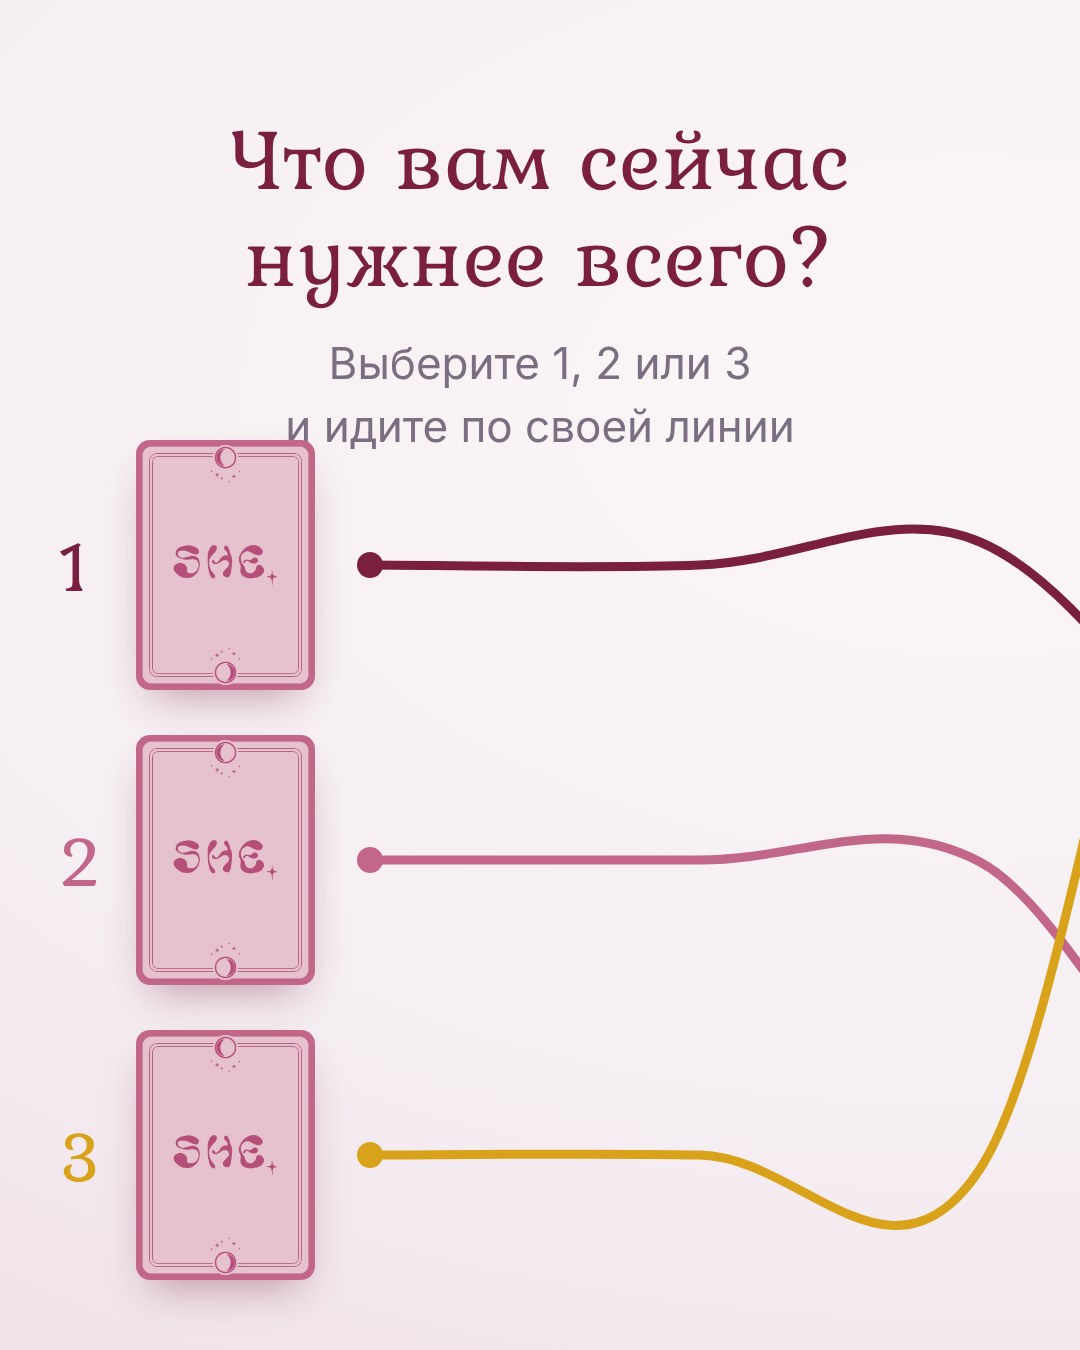 Что вам сейчас
нужнее всего?
Выберите 1, 2 или 3
и идите по своей линии
1
SHE
2
SHE
3
SHE